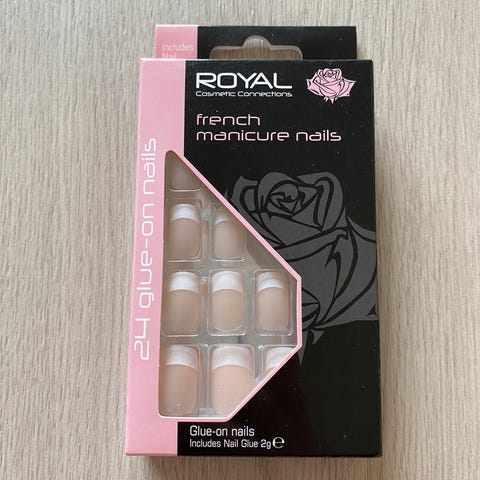 Includes
Nail
ROYAL
Cosmetic Connections
french
manicure nails
24 glue-on nails
Glue-on nails
Includes Nail Glue 2g℮